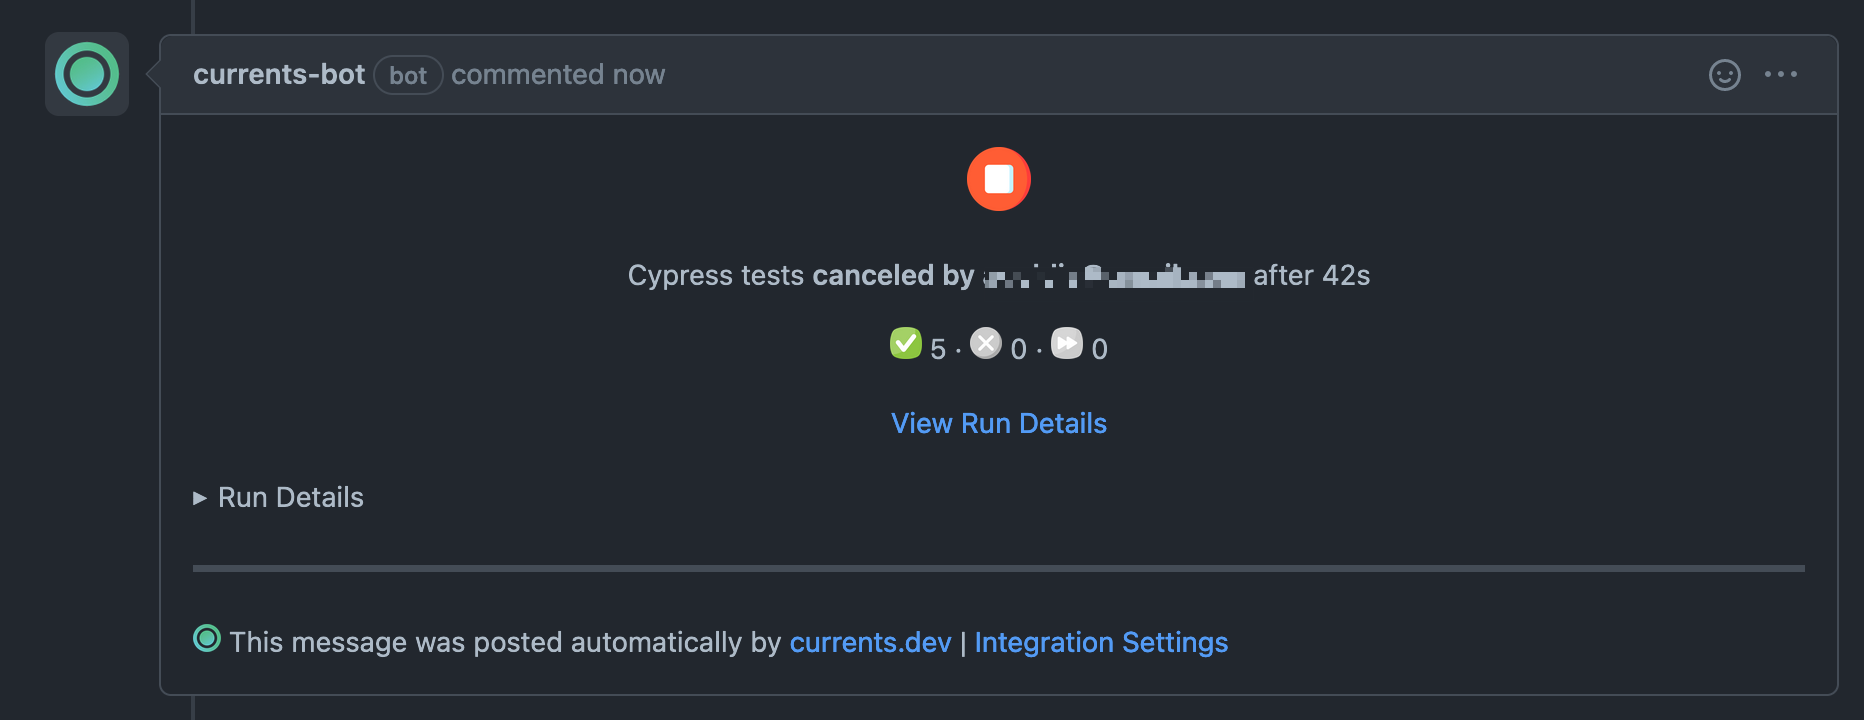 currents-bot bot commented now
Cypress tests canceled by after 42s
5 · 0 · 0
View Run Details
Run Details
This message was posted automatically by currents.dev | Integration Settings